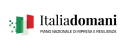 Italiadomani
PIANO NAZIONALE DI RIPRESA E RESILIENZA